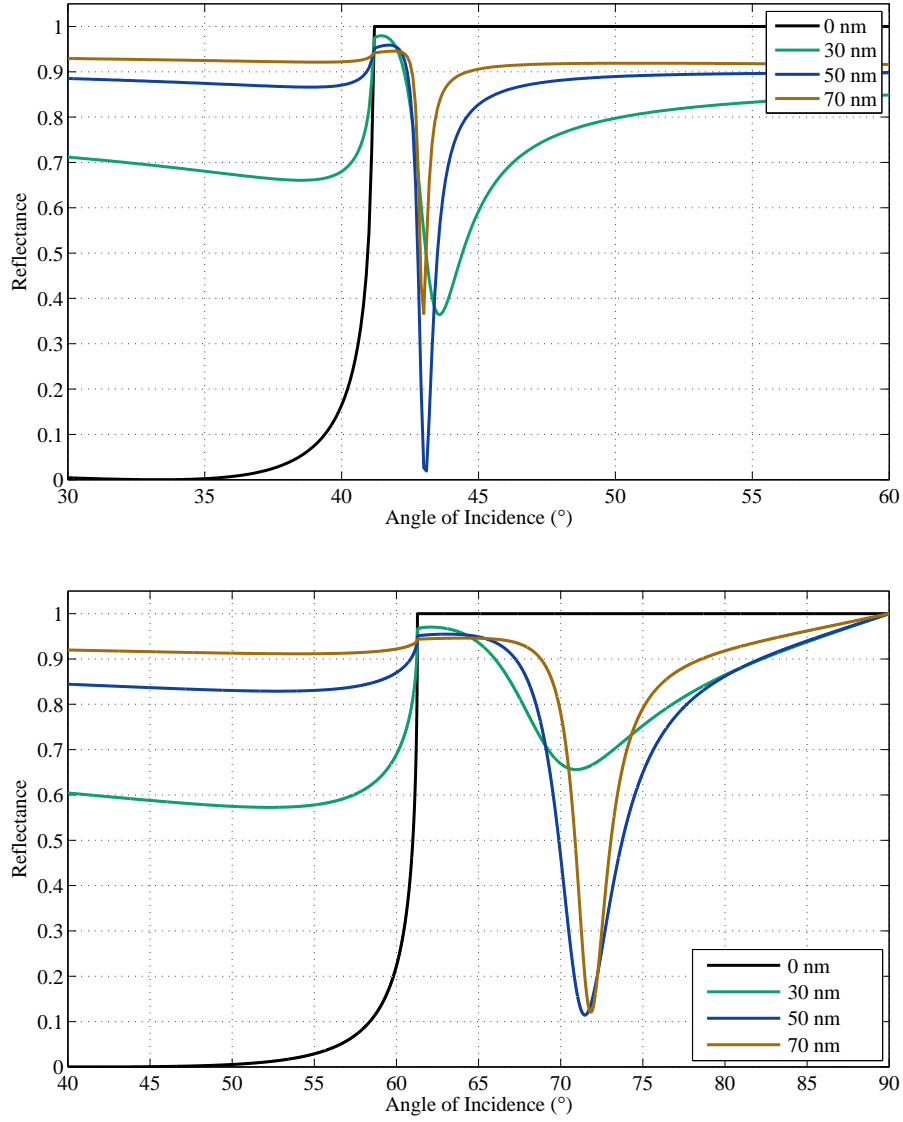 1
0.9
0.8
0.7
0.6
0.5
0.4
0.3
0.2
0.1
0
Reflectance
30 35 40 45 50 55 60
Angle of Incidence (°)
0 nm
30 nm
50 nm
70 nm
1
0.9
0.8
0.7
0.6
0.5
0.4
0.3
0.2
0.1
0
Reflectance
40 45 50 55 60 65 70 75 80 85 90
Angle of Incidence (°)
0 nm
30 nm
50 nm
70 nm